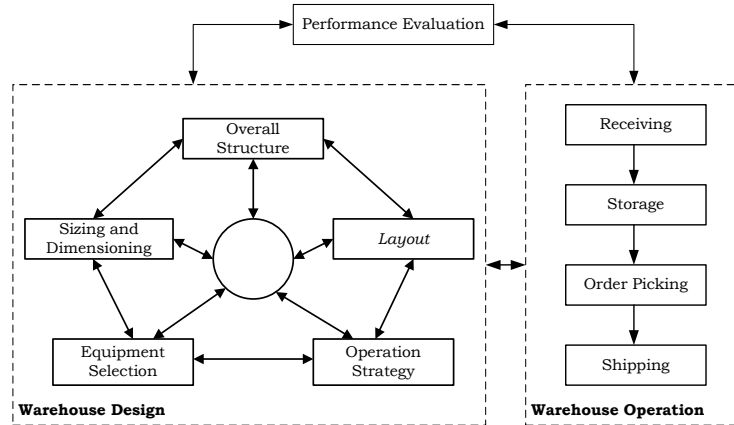 Performance Evaluation
Overall
Structure
Sizing and
Dimensioning
Layout
Equipment
Selection
Operation
Strategy
Warehouse Design
Receiving
Storage
Order Picking
Shipping
Warehouse Operation